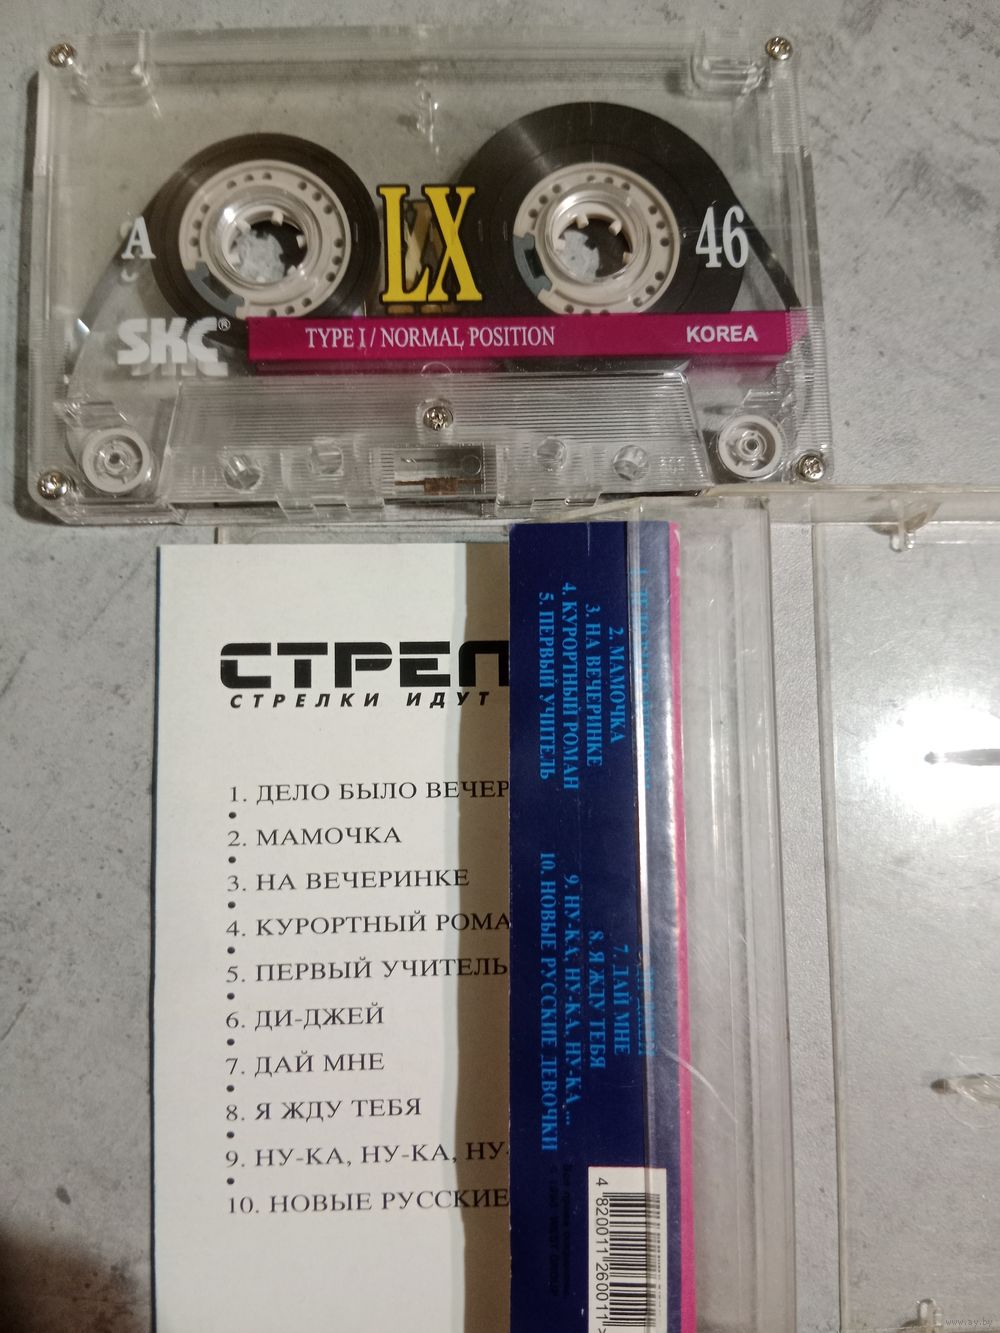 A
LX
46
SKC®
TYPE I / NORMAL POSITION
KOREA
СТРЕЛ
СТРЕЛКИ ИДУТ
1. ДЕЛО БЫЛО ВЕЧЕР
2. МАМОЧКА
3. НА ВЕЧЕРИНКЕ
4. КУРОРТНЫЙ РОМА
5. ПЕРВЫЙ УЧИТЕЛЬ
6. ДИ-ДЖЕЙ
7. ДАЙ МНЕ
8. Я ЖДУ ТЕБЯ
9. НУ-КА, НУ-КА, НУ-
10. НОВЫЕ РУССКИЕ
2. МАМОЧКА
3. НА ВЕЧЕРИНКЕ
4. КУРОРТНЫЙ РОМАН
5. ПЕРВЫЙ УЧИТЕЛЬ
7. ДАЙ МНЕ
8. Я ЖДУ ТЕБЯ
9. НУ-КА, НУ-КА, НУ-КА...
10. НОВЫЕ РУССКИЕ ДЕВОЧКИ
4 820011 260011 >
www.ay.by